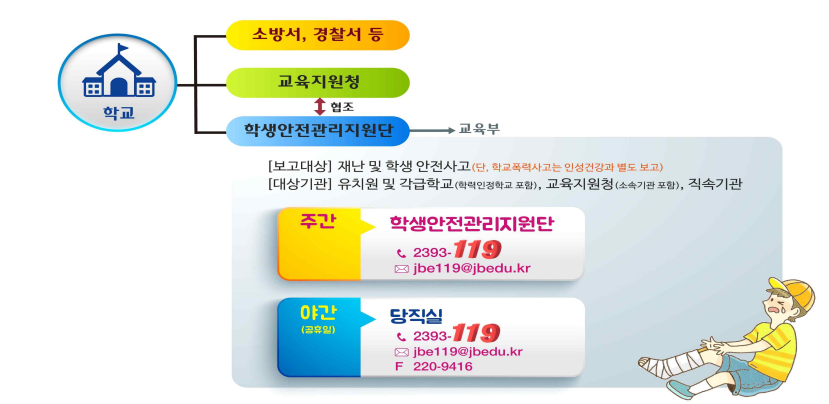 소방서, 경찰서 등
학교
교육지원청
협조
학생안전관리지원단
교육부
[보고대상] 재난 및 학생 안전사고(단, 학교폭력사고는 인성건강과 별도 보고)
[대상기관] 유치원 및 각급학교(학력인정학교 포함), 교육지원청(소속기관 포함), 직속기관
주간
학생안전관리지원단
2393-119
jbe119@jbedu.kr
야간
(공휴일)
당직실
2393-119
jbe119@jbedu.kr
F 220-9416